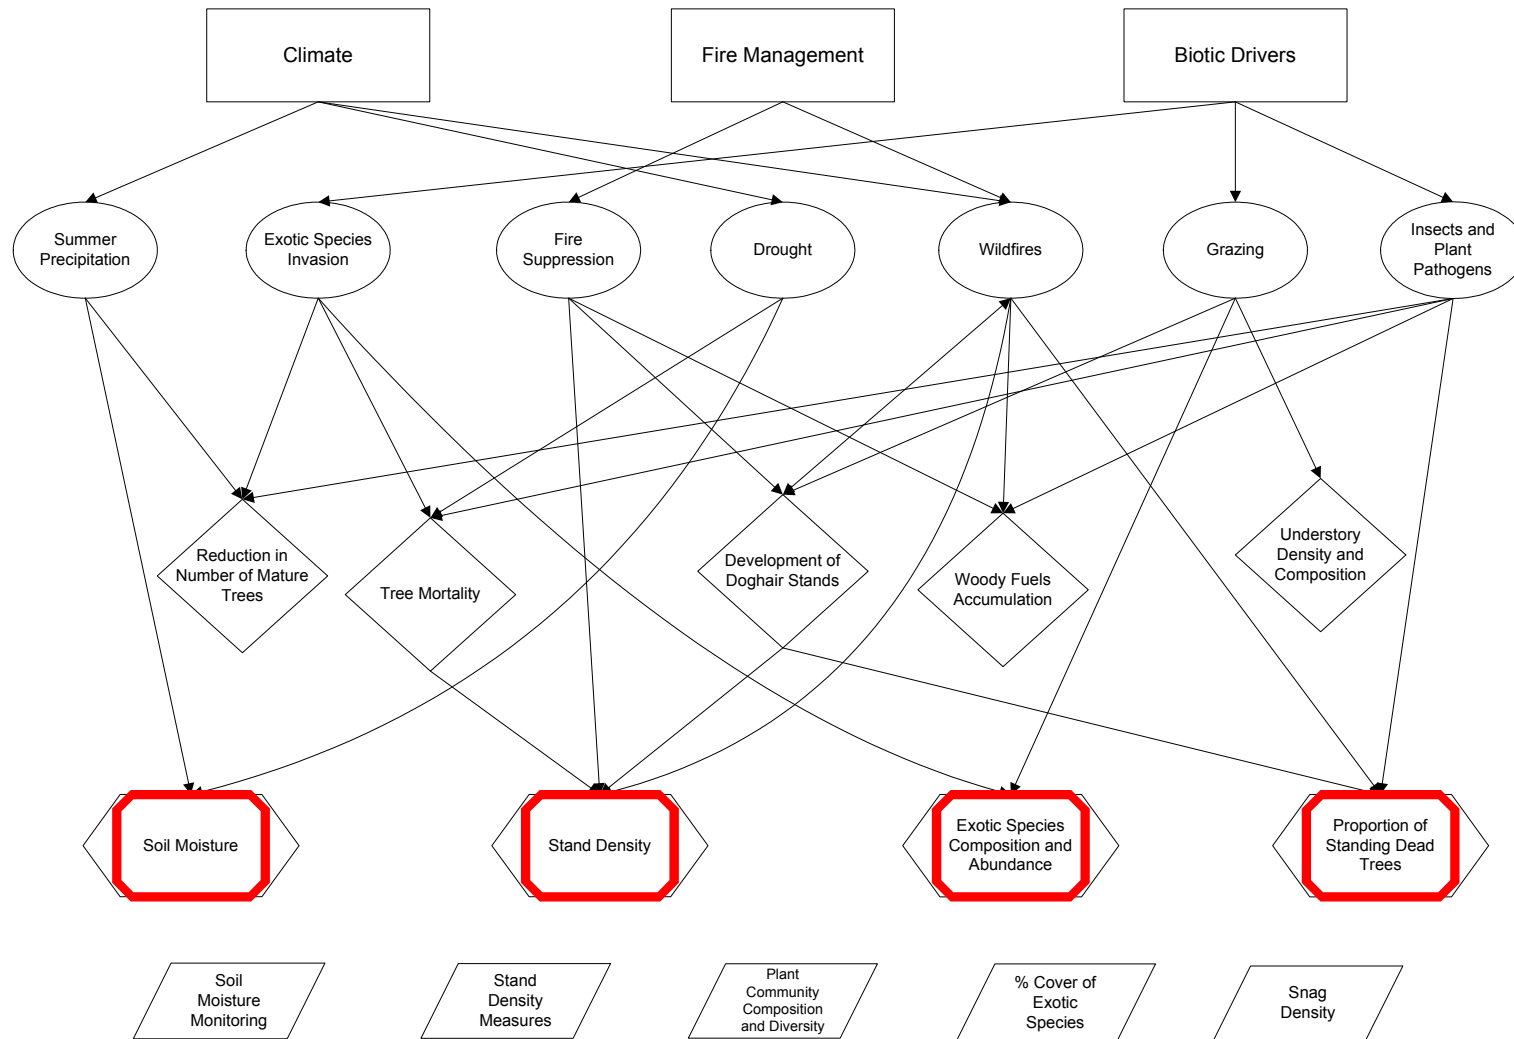 Climate
Fire Management
Biotic Drivers
Summer
Precipitation
Exotic Species
Invasion
Fire
Suppression
Drought
Wildfires
Grazing
Insects and
Plant
Pathogens
Reduction in
Number of Mature
Trees
Tree Mortality
Development of
Doghair Stands
Woody Fuels
Accumulation
Understory
Density and
Composition
Soil Moisture
Stand Density
Exotic Species
Composition and
Abundance
Proportion of
Standing Dead
Trees
Soil
Moisture
Monitoring
Stand
Density
Measures
Plant
Community
Composition
and Diversity
% Cover of
Exotic
Species
Snag
Density